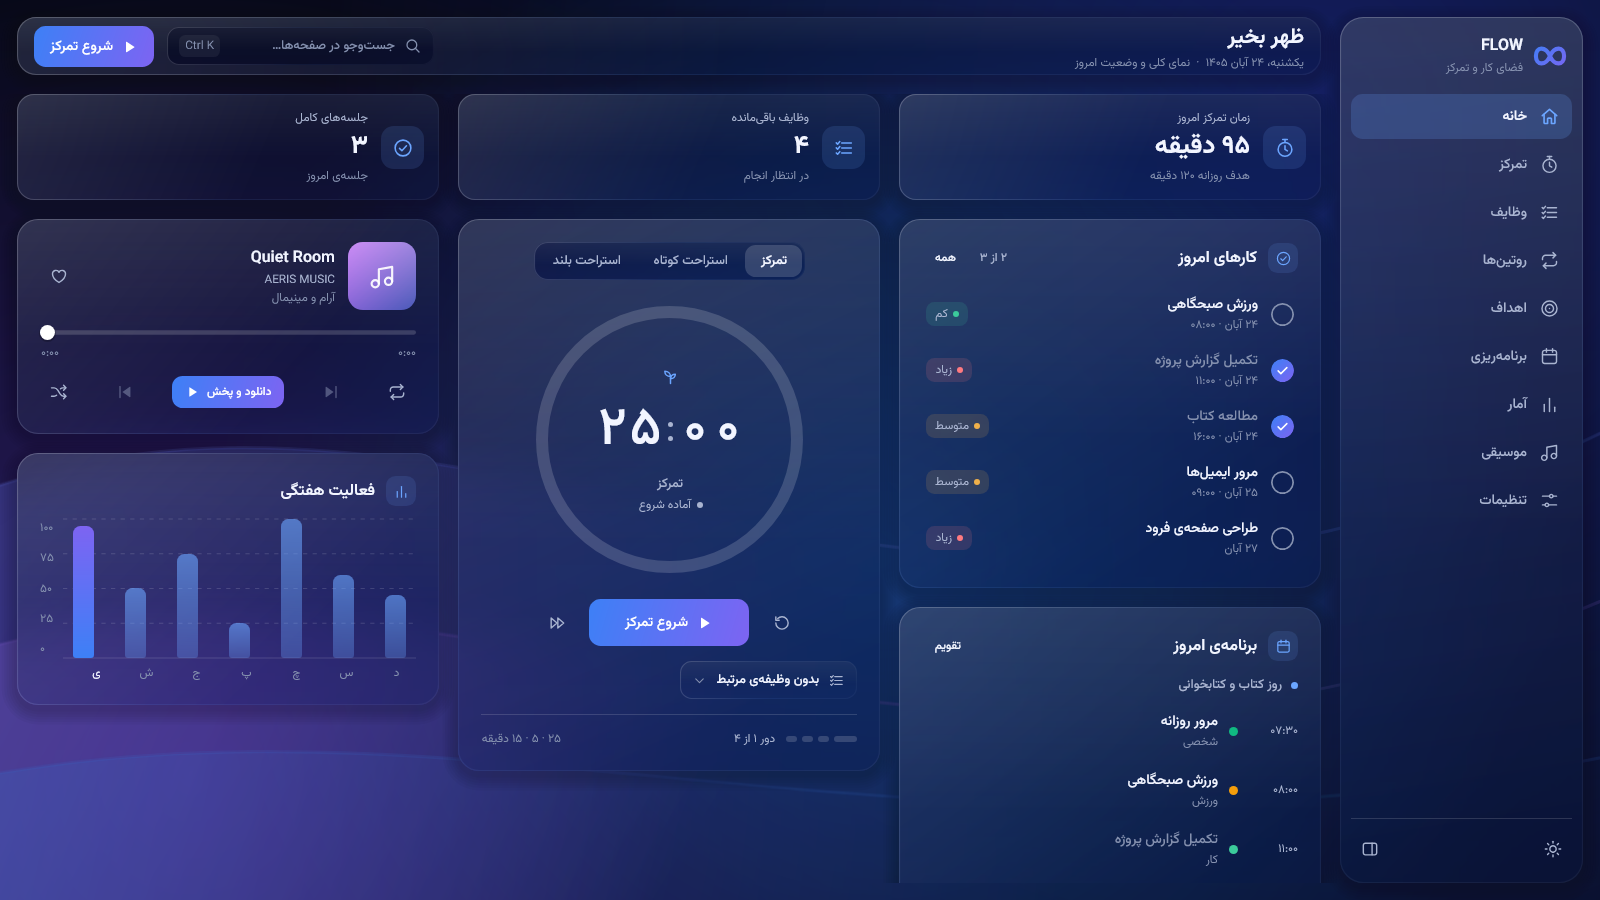 FLOW
فضای کار و تمرکز
خانه
تمرکز
وظایف
روتین‌ها
اهداف
برنامه‌ریزی
آمار
موسیقی
تنظیمات
ظهر بخیر
یکشنبه، ۲۴ آبان ۱۴۰۵ · نمای کلی و وضعیت امروز
جست‌وجو در صفحه‌ها...
Ctrl K
شروع تمرکز
زمان تمرکز امروز
۹۵ دقیقه
هدف روزانه ۱۲۰ دقیقه
وظایف باقی‌مانده
۴
در انتظار انجام
جلسه‌های کامل
۳
جلسه‌ی امروز
کارهای امروز
۲ از ۳
همه
ورزش صبحگاهی
۲۴ آبان · ۰۸:۰۰
کم
تکمیل گزارش پروژه
۲۴ آبان · ۱۱:۰۰
زیاد
مطالعه کتاب
۲۴ آبان · ۱۶:۰۰
متوسط
مرور ایمیل‌ها
۲۵ آبان · ۰۹:۰۰
متوسط
طراحی صفحه‌ی فرود
۲۷ آبان
زیاد
برنامه‌ی امروز
تقویم
روز کتاب و کتابخوانی
۰۷:۳۰
مرور روزانه
شخصی
۰۸:۰۰
ورزش صبحگاهی
ورزش
۱۱:۰۰
تکمیل گزارش پروژه
کار
تمرکز
استراحت کوتاه
استراحت بلند
۲۵:۰۰
تمرکز
آماده شروع
شروع تمرکز
بدون وظیفه‌ی مرتبط
دور ۱ از ۴
۲۵ · ۵ · ۱۵ دقیقه
Quiet Room
AERIS MUSIC
آرام و مینیمال
۰:۰۰
۰:۰۰
دانلود و پخش
فعالیت هفتگی
۱۰۰
۷۵
۵۰
۲۵
۰
د
س
چ
پ
ج
ش
ی